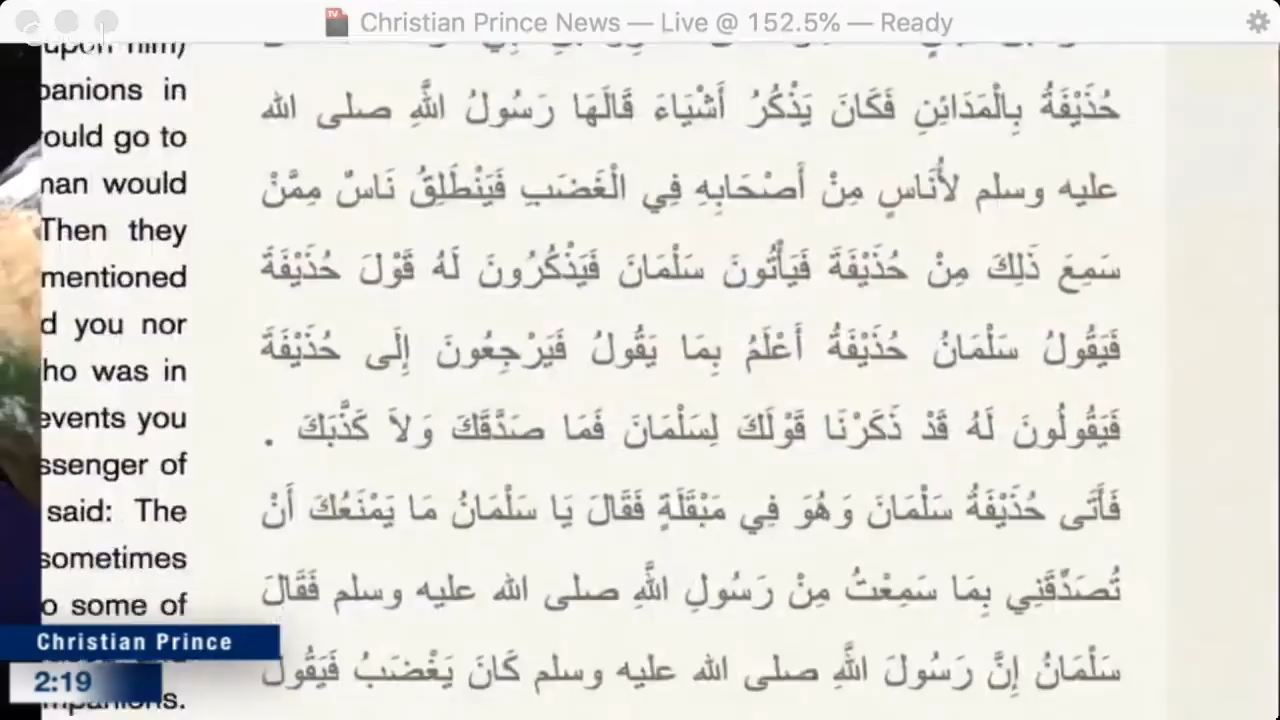 Christian Prince News — Live @ 152.5% — Ready
upon him)
panions in
ould go to
nan would
Then they
mentioned
d you nor
ho was in
events you
ssenger of
said: The
sometimes
o some of
mpanions.
حُذَيْفَةُ بِالْمَدَائِنِ فَكَانَ يَذْكُرُ أَشْيَاءَ قَالَهَا رَسُولُ اللَّهِ صلى الله
عليه وسلم لأُنَاسٍ مِنْ أَصْحَابِهِ فِي الْغَضَبِ فَيَنْطَلِقُ نَاسٌ مِمَّنْ
سَمِعَ ذَلِكَ مِنْ حُذَيْفَةَ فَيَأْتُونَ سَلْمَانَ فَيَذْكُرُونَ لَهُ قَوْلَ حُذَيْفَةَ
فَيَقُولُ سَلْمَانُ حُذَيْفَةُ أَعْلَمُ بِمَا يَقُولُ فَيَرْجِعُونَ إِلَى حُذَيْفَةَ
فَيَقُولُونَ لَهُ قَدْ ذَكَرْنَا قَوْلَكَ لِسَلْمَانَ فَمَا صَدَّقَكَ وَلاَ كَذَّبَكَ .
فَأَتَى حُذَيْفَةُ سَلْمَانَ وَهُوَ فِي مَبْقَلَةٍ فَقَالَ يَا سَلْمَانُ مَا يَمْنَعُكَ أَنْ
تُصَدِّقَنِي بِمَا سَمِعْتُ مِنْ رَسُولِ اللَّهِ صلى الله عليه وسلم فَقَالَ
سَلْمَانُ إِنَّ رَسُولَ اللَّهِ صلى الله عليه وسلم كَانَ يَغْضَبُ فَيَقُولُ
Christian Prince
2:19